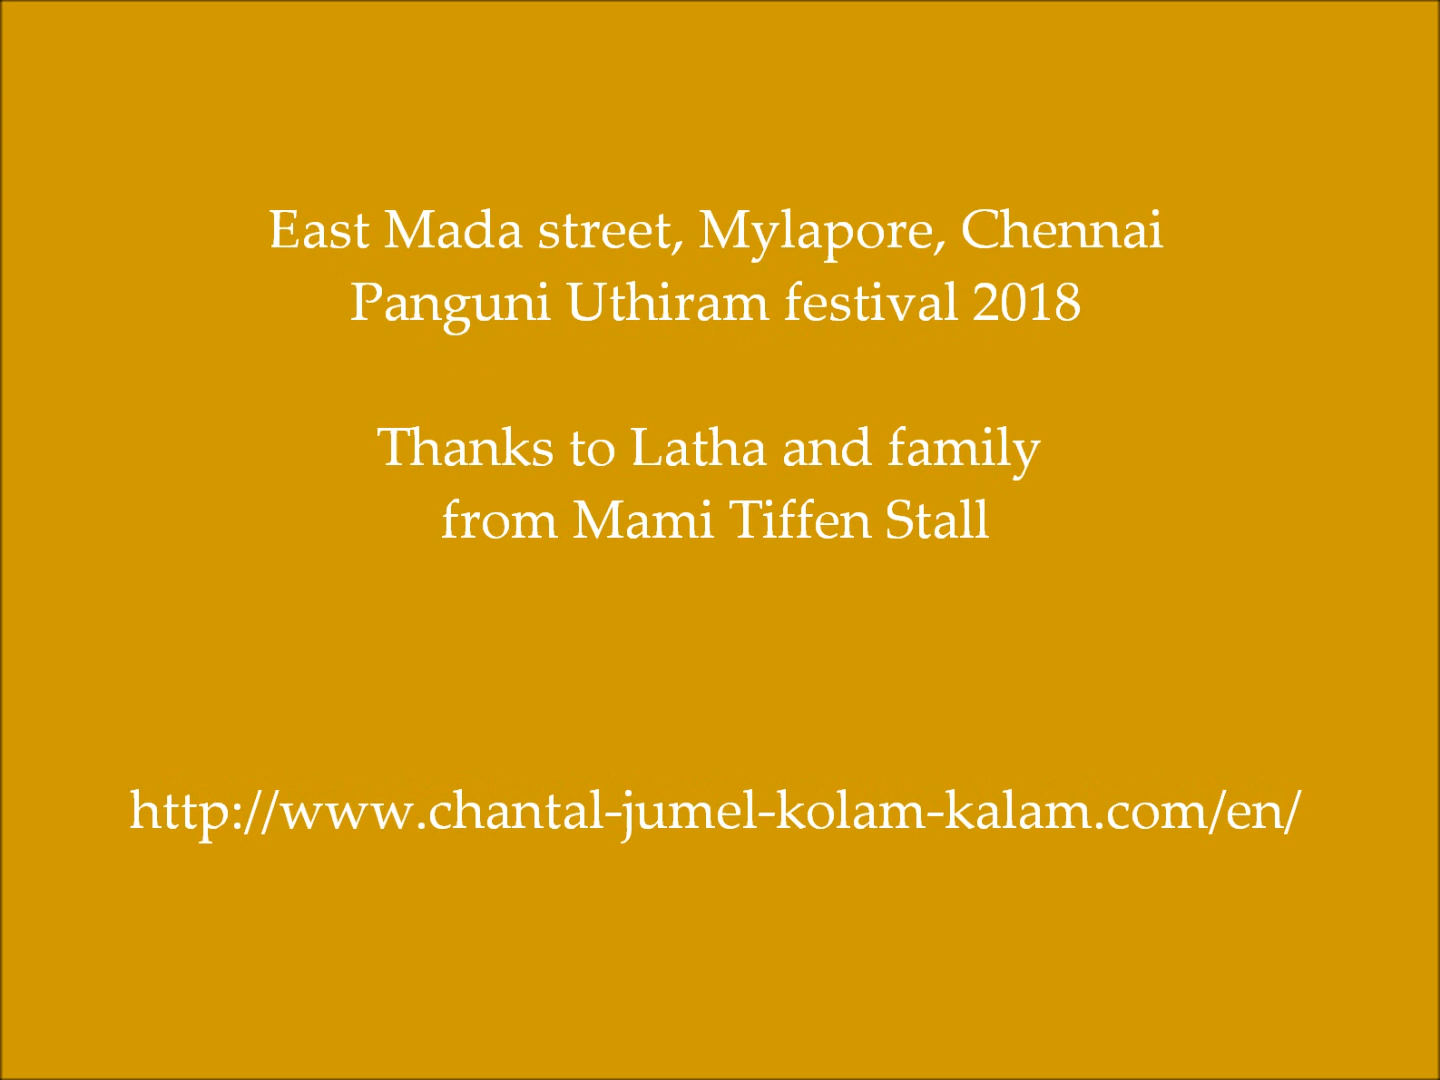 East Mada street, Mylapore, Chennai
Panguni Uthiram festival 2018
Thanks to Latha and family
from Mami Tiffen Stall
http://www.chantal-jumel-kolam-kalam.com/en/